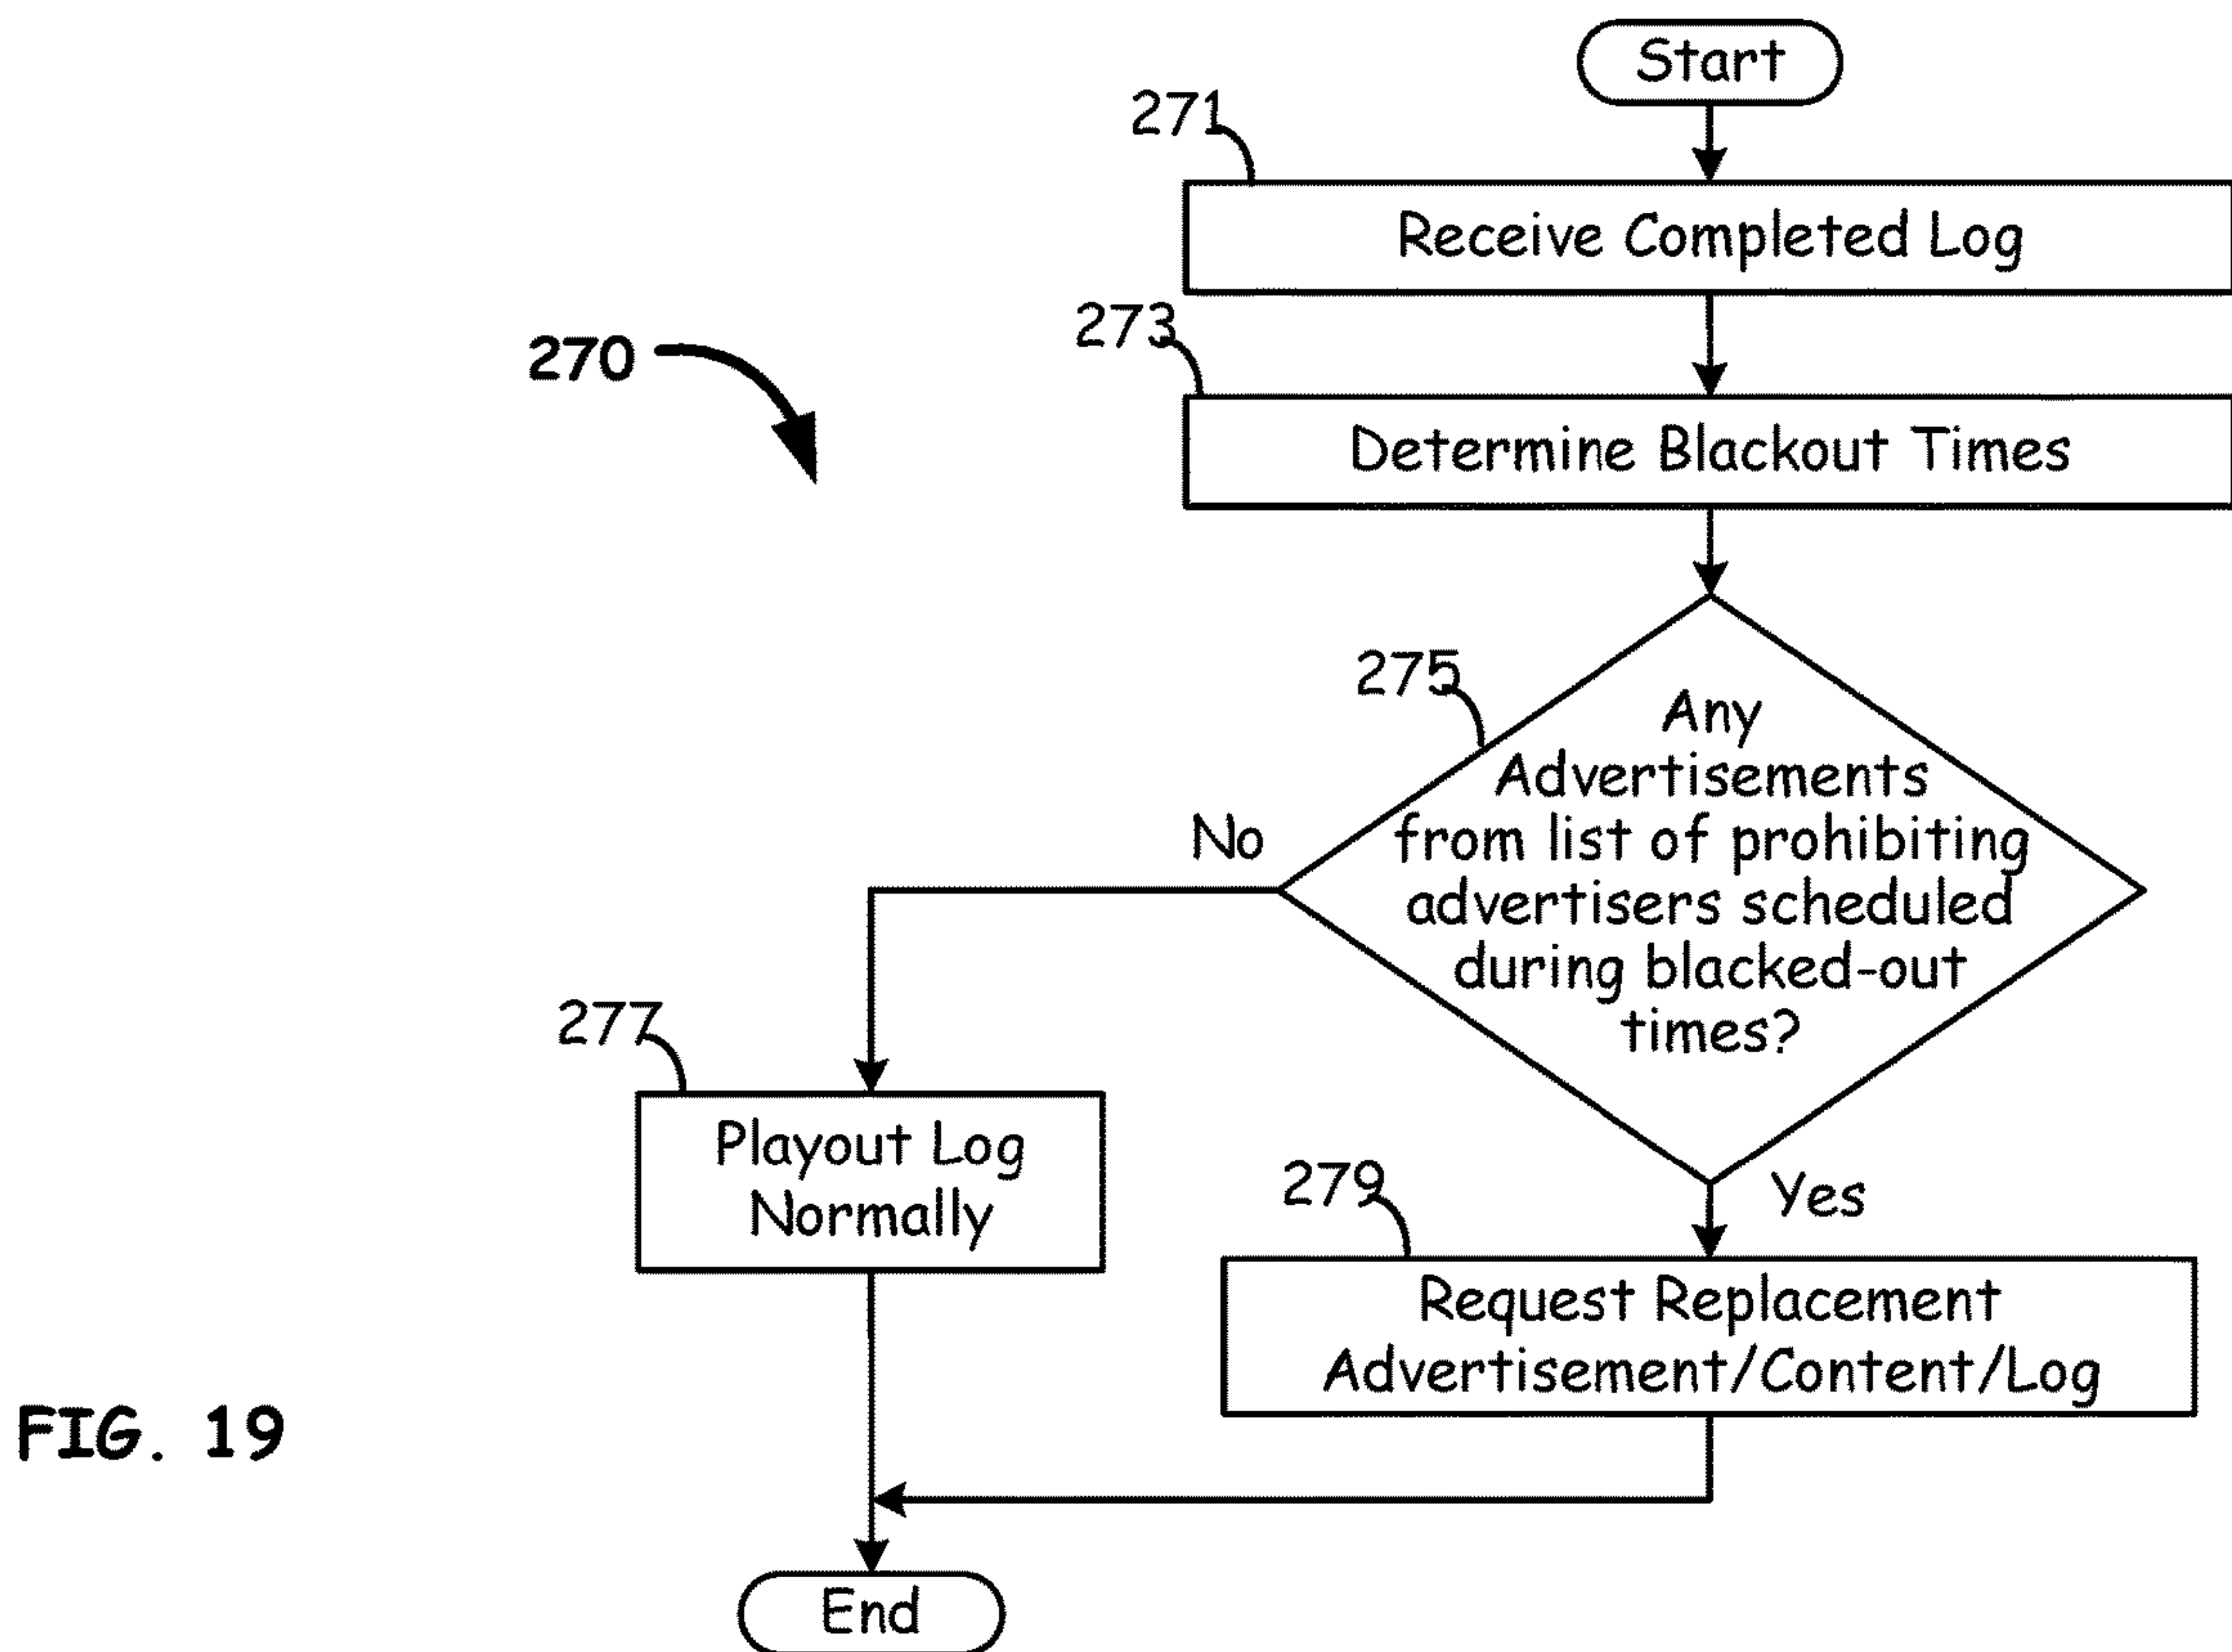 Start
271
Receive Completed Log
273
270
Determine Blackout Times
275
Any
Advertisements
from list of prohibiting
advertisers scheduled
during blacked-out
times?
No
277
Playout Log
Normally
Yes
279
Request Replacement
Advertisement/Content/Log
FIG. 19
End